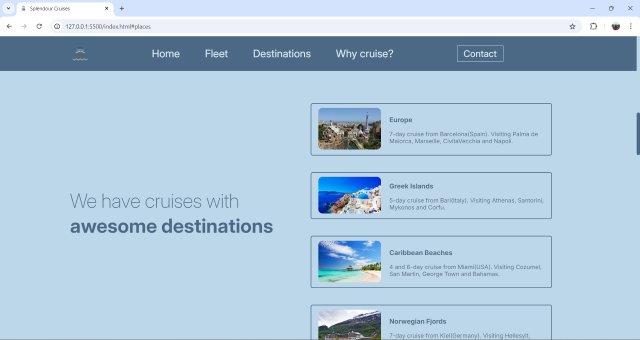 Splendour Cruises
127.0.0.1:5500/index.html#places
Home
Fleet
Destinations
Why cruise?
Contact
We have cruises with
awesome destinations
Europe
7-day cruise from Barcelona(Spain). Visiting Palma de
Maiorca, Marseille, CivitaVecchia and Napoli.
Greek Islands
5-day cruise from Bari(Italy). Visiting Athenas, Santorini,
Mykonos and Corfu.
Caribbean Beaches
4 and 6-day cruise from Miami(USA). Visiting Cozumel,
San Martin, George Town and Bahamas.
Norwegian Fjords
7-day cruise from Kiel(Germany). Visiting Hellesylt,